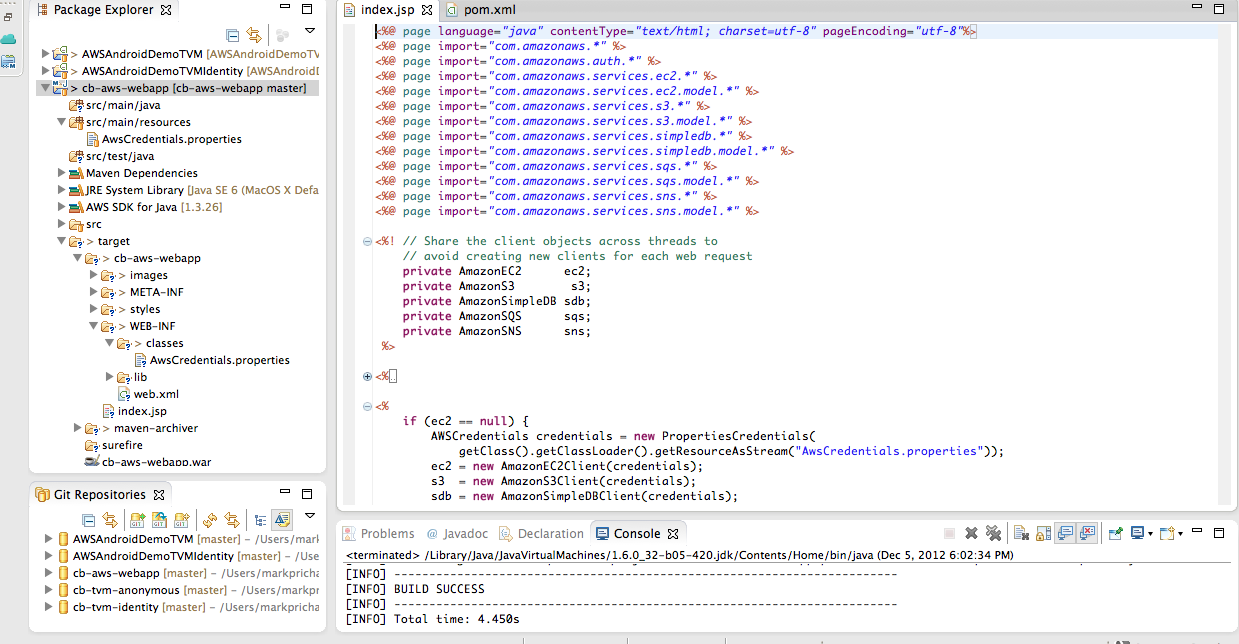 Package Explorer
> AWSAndroidDemoTVM [AWSAndroidDemoTV
> AWSAndroidDemoTVMIdentity [AWSAndroid
> cb-aws-webapp [cb-aws-webapp master]
src/main/java
src/main/resources
AwsCredentials.properties
src/test/java
Maven Dependencies
JRE System Library [Java SE 6 (MacOS X Defa
AWS SDK for Java [1.3.26]
src
> target
> cb-aws-webapp
> images
> META-INF
> styles
> WEB-INF
> classes
AwsCredentials.properties
lib
web.xml
index.jsp
> maven-archiver
surefire
cb-aws-webapp.war
Git Repositories
AWSAndroidDemoTVM [master] – /Users/mark
AWSAndroidDemoTVMIdentity [master] – /Use
cb-aws-webapp [master] – /Users/markpricha
cb-tvm-anonymous [master] – /Users/markpr
cb-tvm-identity [master] – /Users/markpricha
index.jsp pom.xml
<%@ page language="java" contentType="text/html; charset=utf-8" pageEncoding="utf-8"%>
<%@ page import="com.amazonaws.*" %>
<%@ page import="com.amazonaws.auth.*" %>
<%@ page import="com.amazonaws.services.ec2.*" %>
<%@ page import="com.amazonaws.services.ec2.model.*" %>
<%@ page import="com.amazonaws.services.s3.*" %>
<%@ page import="com.amazonaws.services.s3.model.*" %>
<%@ page import="com.amazonaws.services.simpledb.*" %>
<%@ page import="com.amazonaws.services.simpledb.model.*" %>
<%@ page import="com.amazonaws.services.sqs.*" %>
<%@ page import="com.amazonaws.services.sqs.model.*" %>
<%@ page import="com.amazonaws.services.sns.*" %>
<%@ page import="com.amazonaws.services.sns.model.*" %>
<%! // Share the client objects across threads to
// avoid creating new clients for each web request
private AmazonEC2 ec2;
private AmazonS3 s3;
private AmazonSimpleDB sdb;
private AmazonSQS sqs;
private AmazonSNS sns;
%>
<%
<%
if (ec2 == null) {
AWSCredentials credentials = new PropertiesCredentials(
getClass().getClassLoader().getResourceAsStream("AwsCredentials.properties"));
ec2 = new AmazonEC2Client(credentials);
s3 = new AmazonS3Client(credentials);
sdb = new AmazonSimpleDBClient(credentials);
Problems @ Javadoc Declaration Console
<terminated> /Library/Java/JavaVirtualMachines/1.6.0_32-b05-420.jdk/Contents/Home/bin/java (Dec 5, 2012 6:02:34 PM)
[INFO] ------------------------------------------------------------------------
[INFO] BUILD SUCCESS
[INFO] ------------------------------------------------------------------------
[INFO] Total time: 4.450s